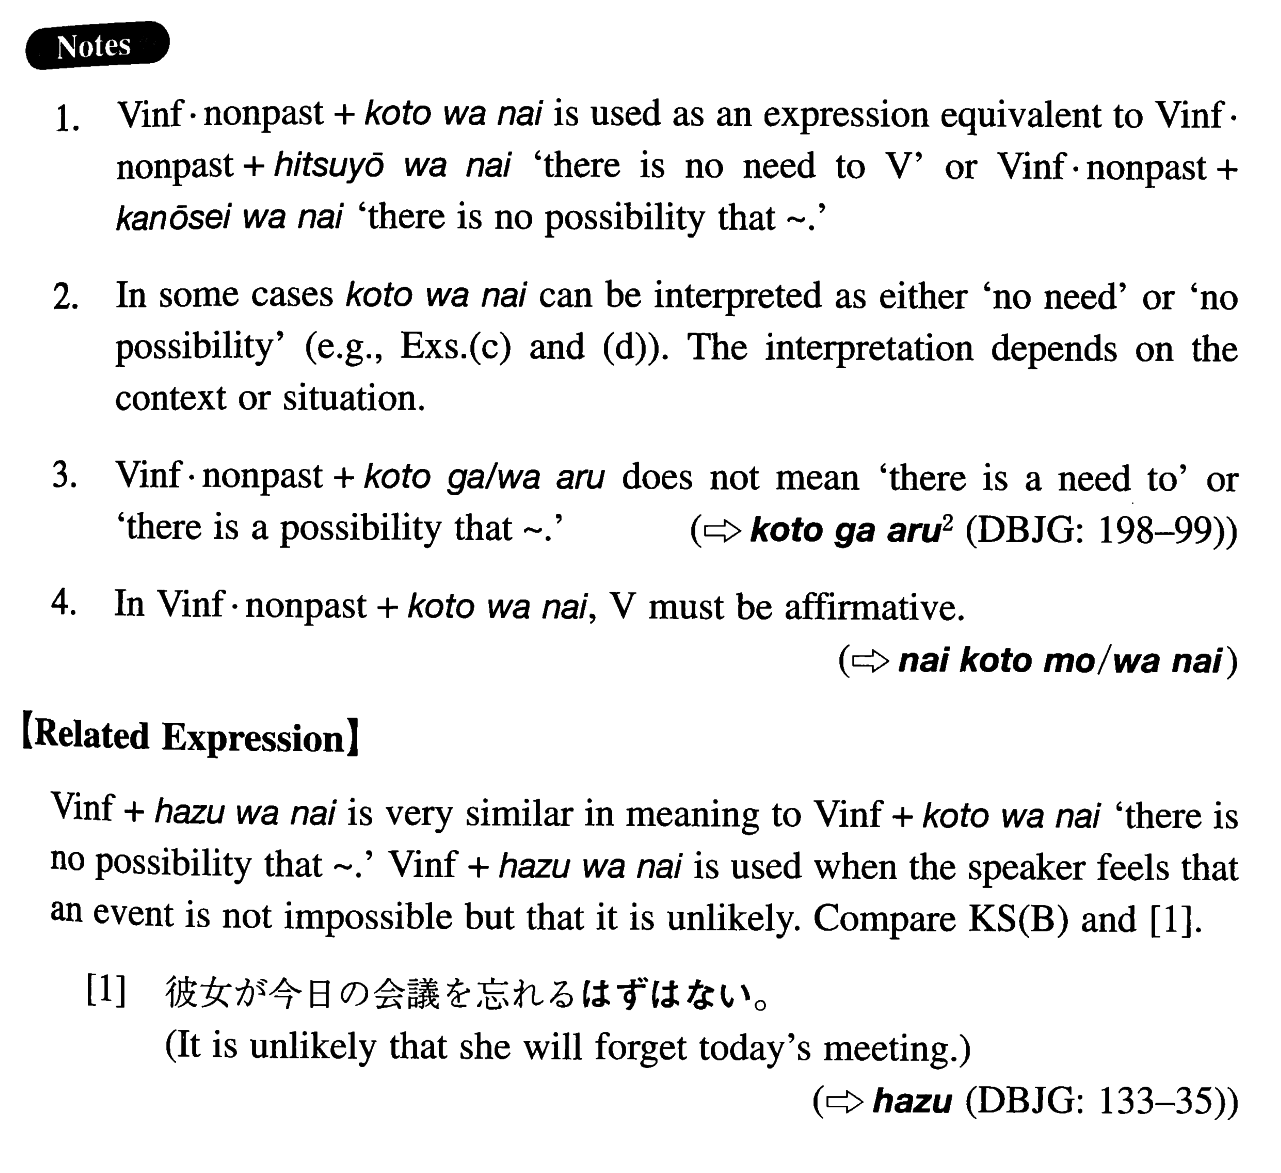 Notes
1. Vinf·nonpast + koto wa nai is used as an expression equivalent to Vinf·
nonpast + hitsuyō wa nai ‘there is no need to V’ or Vinf·nonpast +
kanōsei wa nai ‘there is no possibility that ~.’
2. In some cases koto wa nai can be interpreted as either ‘no need’ or ‘no
possibility’ (e.g., Exs.(c) and (d)). The interpretation depends on the
context or situation.
3. Vinf·nonpast + koto ga/wa aru does not mean ‘there is a need to’ or
‘there is a possibility that ~.’ (⇨ koto ga aru² (DBJG: 198–99))
4. In Vinf·nonpast + koto wa nai, V must be affirmative.
(⇨ nai koto mo/wa nai)
【Related Expression】
Vinf + hazu wa nai is very similar in meaning to Vinf + koto wa nai ‘there is
no possibility that ~.’ Vinf + hazu wa nai is used when the speaker feels that
an event is not impossible but that it is unlikely. Compare KS(B) and [1].
[1] 彼女が今日の会議を忘れるはずはない。
(It is unlikely that she will forget today’s meeting.)
(⇨ hazu (DBJG: 133–35))